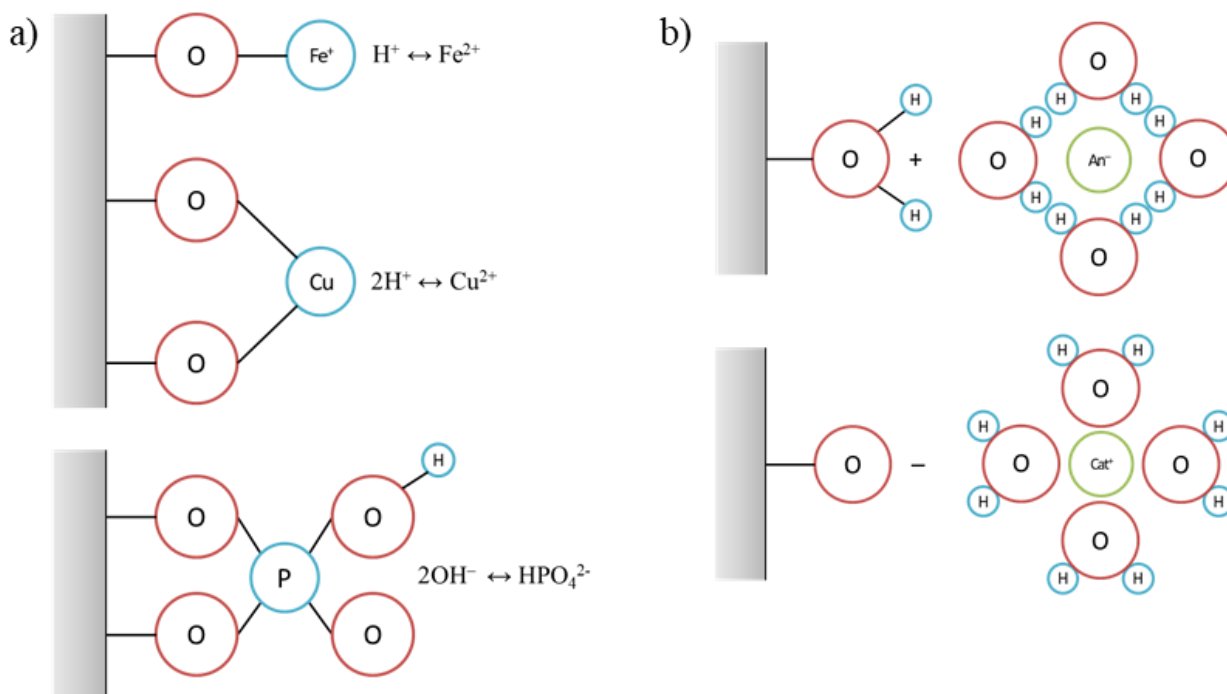 a)
O Fe⁺ H⁺ ↔ Fe²⁺
O
Cu 2H⁺ ↔ Cu²⁺
O
H
O O
P 2OH⁻ ↔ HPO₄²⁻
O O
b)
O
H H H H
H H
O + O An⁻ O
H H
H H H H
O
H H
O
H H
O – O Cat⁺ O
H H
O
H H